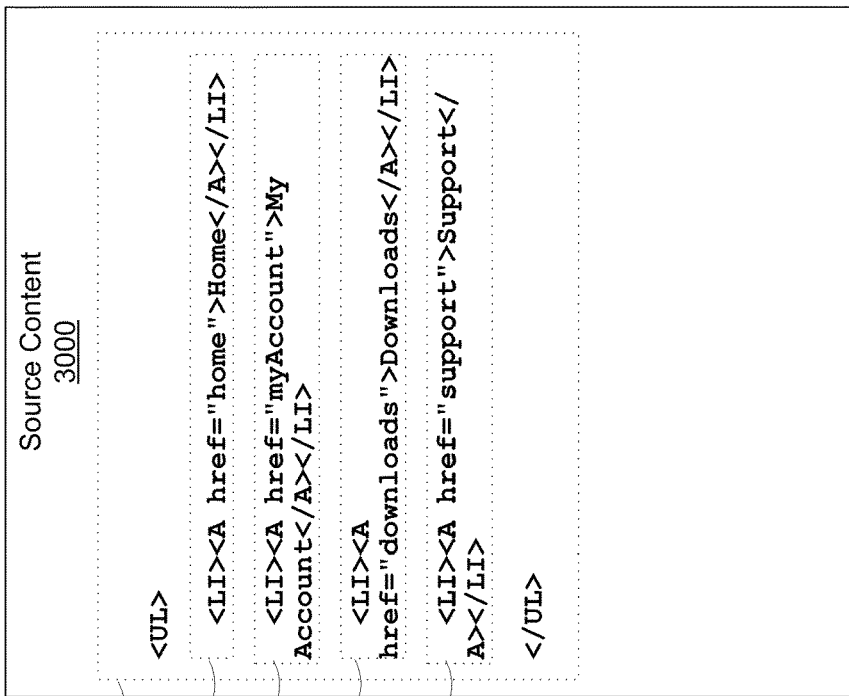 Source Content
3000
<UL>
<LI><A href="home">Home</A></LI>
<LI><A href="myAccount">My
Account</A></LI>
<LI><A
href="downloads">Downloads</A></LI>
<LI><A href="support">Support</
A></LI>
</UL>